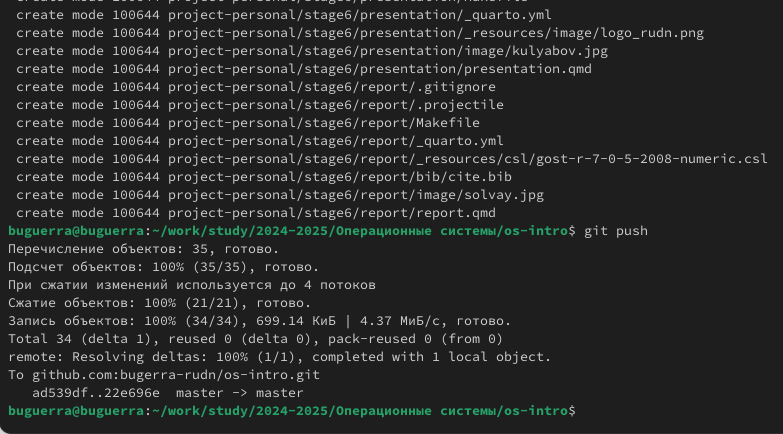 create mode 100644 project-personal/stage6/presentation/_quarto.yml
create mode 100644 project-personal/stage6/presentation/_resources/image/logo_rudn.png
create mode 100644 project-personal/stage6/presentation/image/kulyabov.jpg
create mode 100644 project-personal/stage6/presentation/presentation.qmd
create mode 100644 project-personal/stage6/report/.gitignore
create mode 100644 project-personal/stage6/report/.projectile
create mode 100644 project-personal/stage6/report/Makefile
create mode 100644 project-personal/stage6/report/_quarto.yml
create mode 100644 project-personal/stage6/report/_resources/csl/gost-r-7-0-5-2008-numeric.csl
create mode 100644 project-personal/stage6/report/bib/cite.bib
create mode 100644 project-personal/stage6/report/image/solvay.jpg
create mode 100644 project-personal/stage6/report/report.qmd
buguerra@buguerra:~/work/study/2024-2025/Операционные системы/os-intro$ git push
Перечисление объектов: 35, готово.
Подсчет объектов: 100% (35/35), готово.
При сжатии изменений используется до 4 потоков
Сжатие объектов: 100% (21/21), готово.
Запись объектов: 100% (34/34), 699.14 КиБ | 4.37 МиБ/с, готово.
Total 34 (delta 1), reused 0 (delta 0), pack-reused 0 (from 0)
remote: Resolving deltas: 100% (1/1), completed with 1 local object.
To github.com:bugerra-rudn/os-intro.git
ad539df..22e696e  master -> master
buguerra@buguerra:~/work/study/2024-2025/Операционные системы/os-intro$